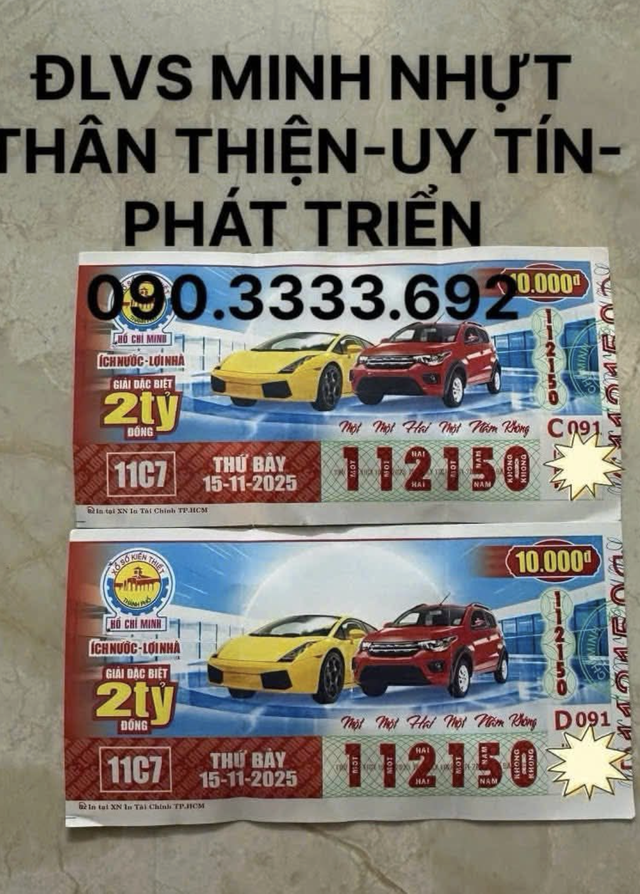 ĐLVS MINH NHỰT
THÂN THIỆN-UY TÍN-
PHÁT TRIỂN
090.3333.692
10.000đ
HỒ CHÍ MINH
ÍCH NƯỚC-LỢI NHÀ
GIẢI ĐẶC BIỆT
2tỷ
ĐỒNG
112150
Một Một Hai Một Năm Không
C 091
11C7
THỨ BẢY
15-11-2025
112150
In tại XN In Tài Chính TP.HCM
XỔ SỐ KIẾN THIẾT
THÀNH PHỐ
HỒ CHÍ MINH
10.000đ
ÍCH NƯỚC-LỢI NHÀ
GIẢI ĐẶC BIỆT
2tỷ
ĐỒNG
112150
Một Một Hai Một Năm Không
D 091
11C7
THỨ BẢY
15-11-2025
112150
In tại XN In Tài Chính TP.HCM